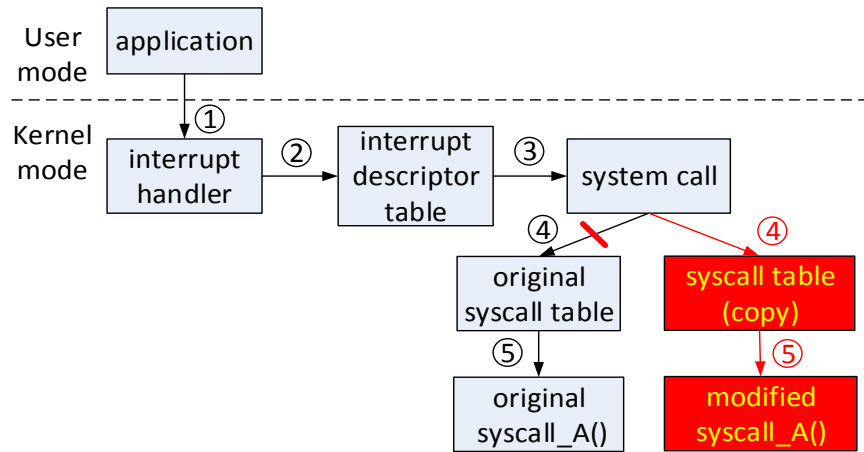 User
mode
application
①
Kernel
mode
interrupt
handler
②
interrupt
descriptor
table
③
system call
④
④
original
syscall table
syscall table
(copy)
⑤
⑤
original
syscall_A()
modified
syscall_A()